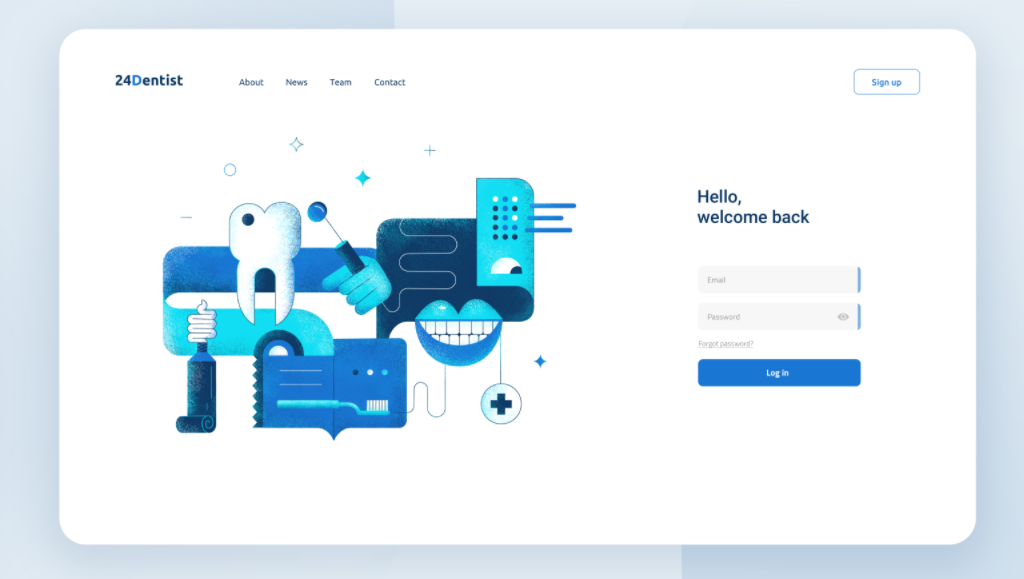 24Dentist
About
News
Team
Contact
Sign up
Hello,
welcome back
Email
Password
Forgot password?
Log in